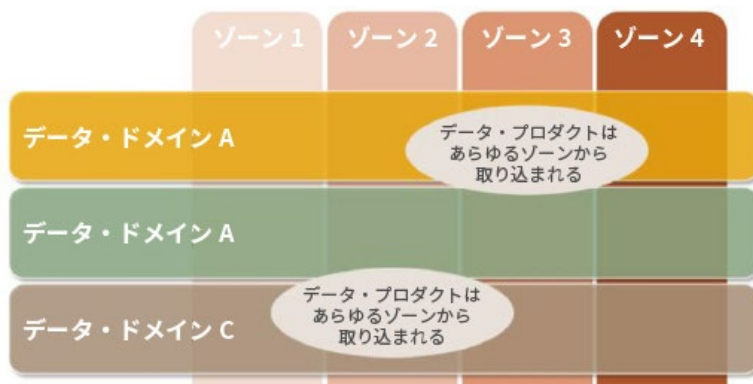 ゾーン 1
ゾーン 2
ゾーン 3
ゾーン 4
データ・ドメイン A
データ・プロダクトは
あらゆるゾーンから
取り込まれる
データ・ドメイン A
データ・プロダクトは
あらゆるゾーンから
取り込まれる
データ・ドメイン C